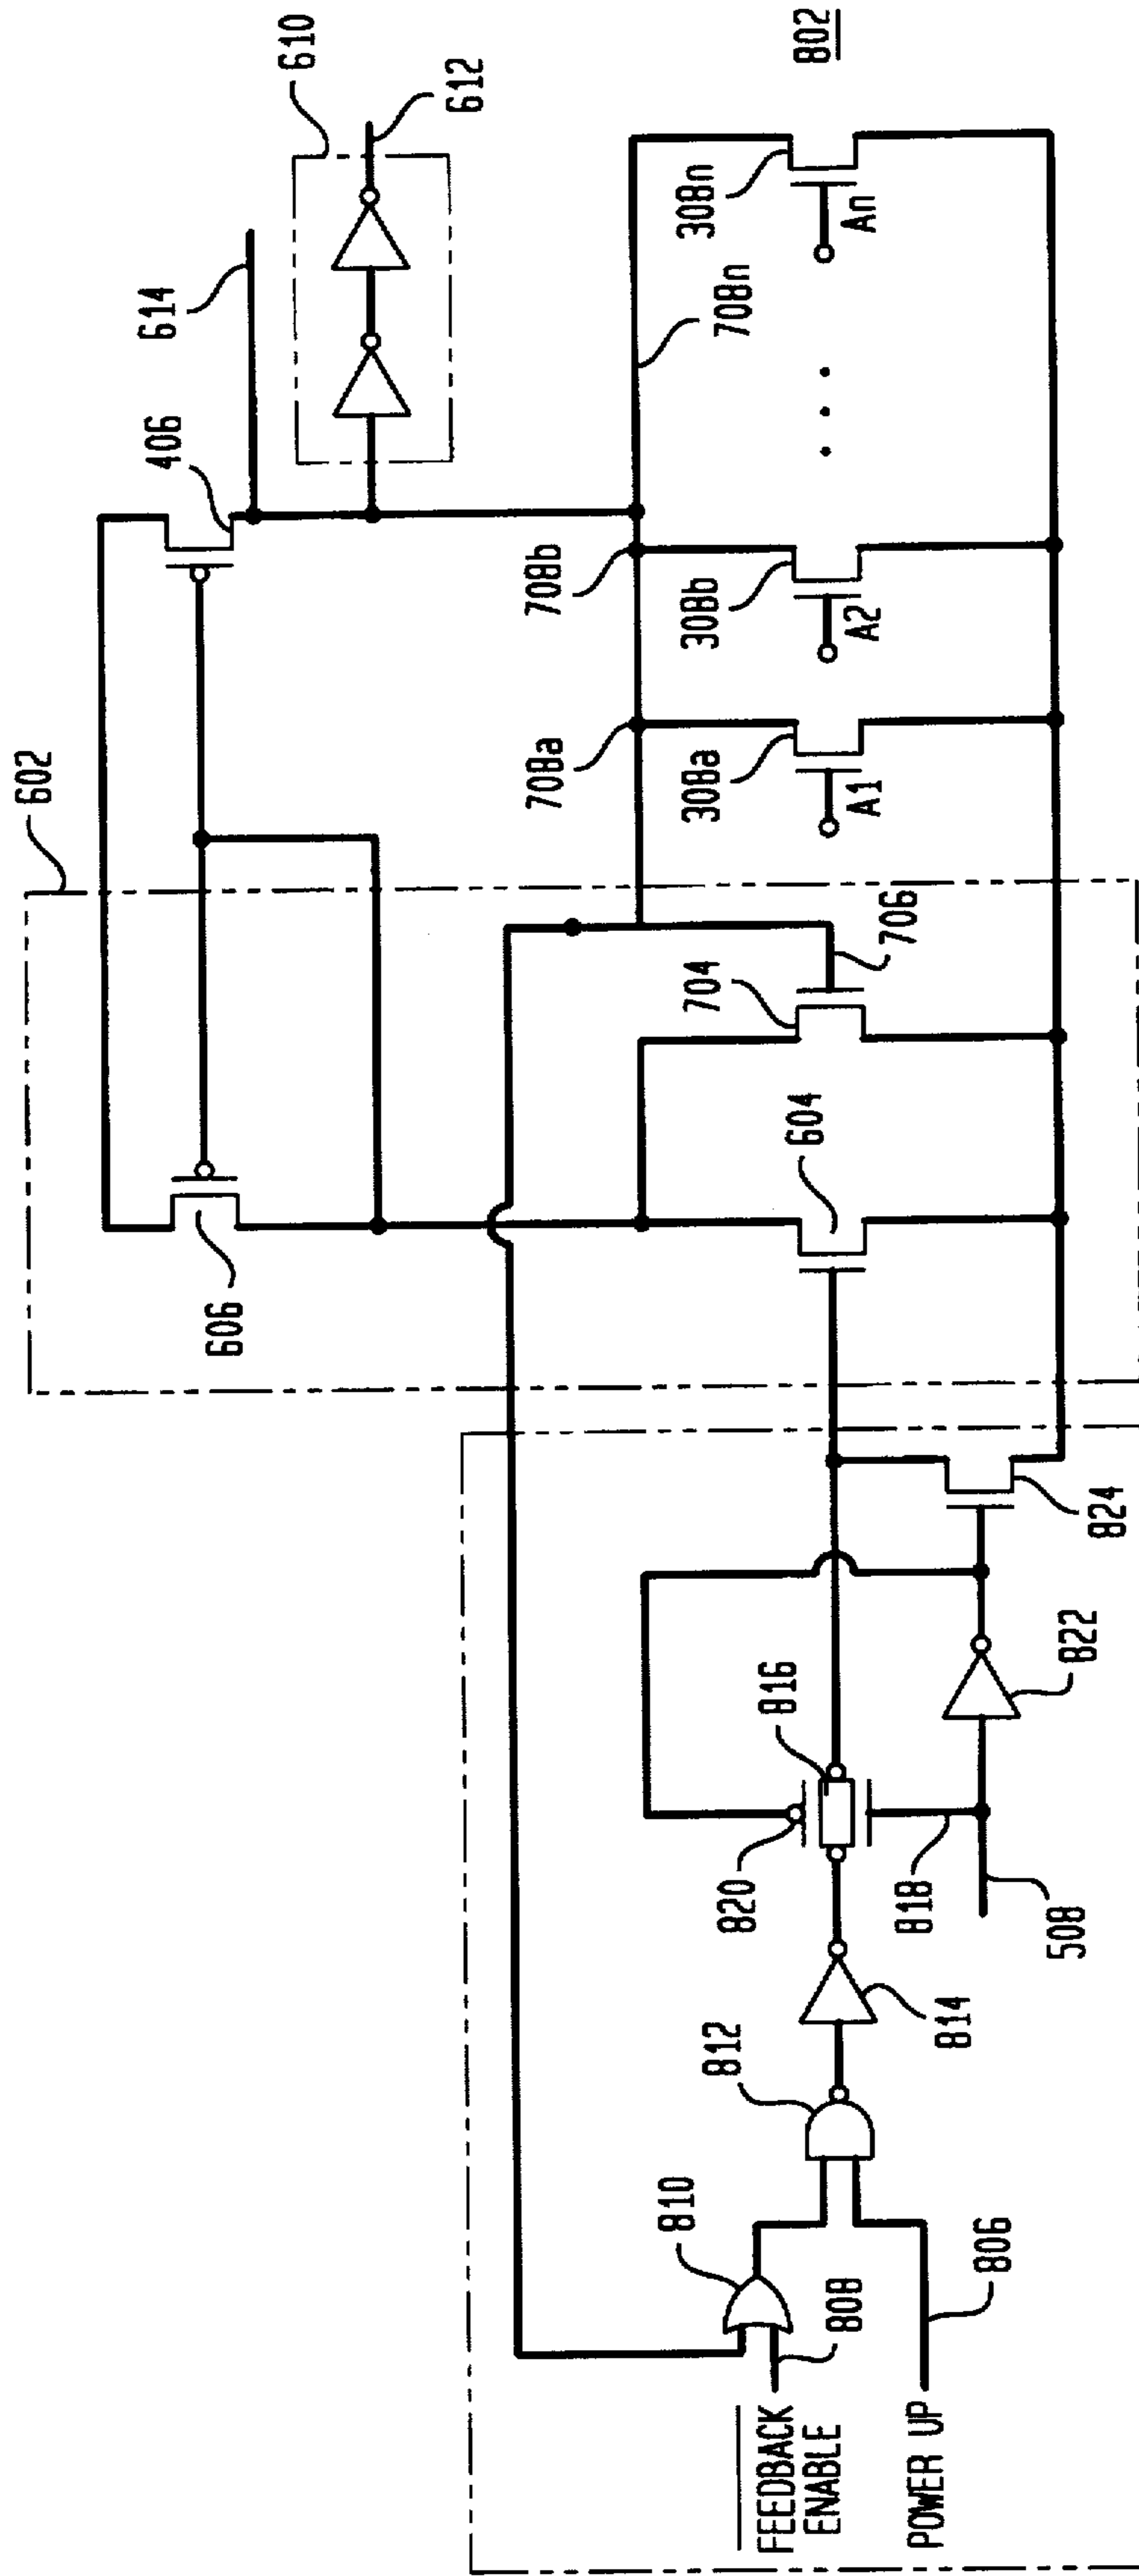 602
606
406
614
610
612
708a
708b
708n
704
706
604
308a
A1
308b
A2
308n
An
802
810
812
814
820
816
818
508
822
824
808
FEEDBACK
ENABLE
POWER UP
806